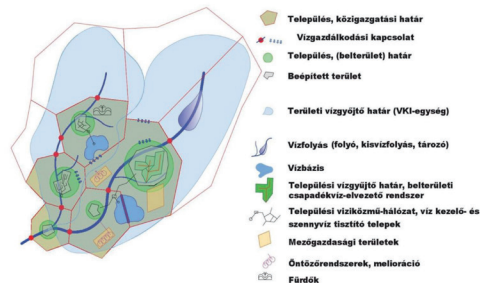 Település, közigazgatási határ
Vízgazdálkodási kapcsolat
Település, (belterület) határ
Beépített terület
Területi vízgyűjtő határ (VKI-egység)
Vízfolyás (folyó, kisvízfolyás, tározó)
Vízbázis
Települési vízgyűjtő határ, belterületi
csapadékvíz-elvezető rendszer
Települési viziközmű-hálózat, víz kezelő- és
szennyvíz tisztító telepek
Mezőgazdasági területek
Öntözőrendszerek, melioráció
Fürdők